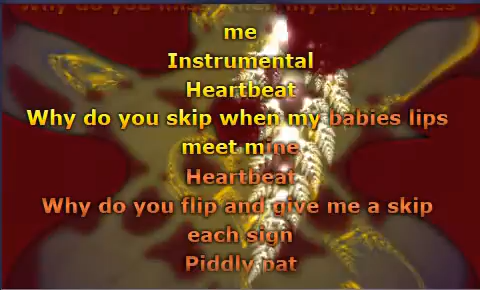 Why do you miss when my baby kisses
me
Instrumental
Heartbeat
Why do you skip when my babies lips
meet mine
Heartbeat
Why do you flip and give me a skip
each sign
Piddly pat